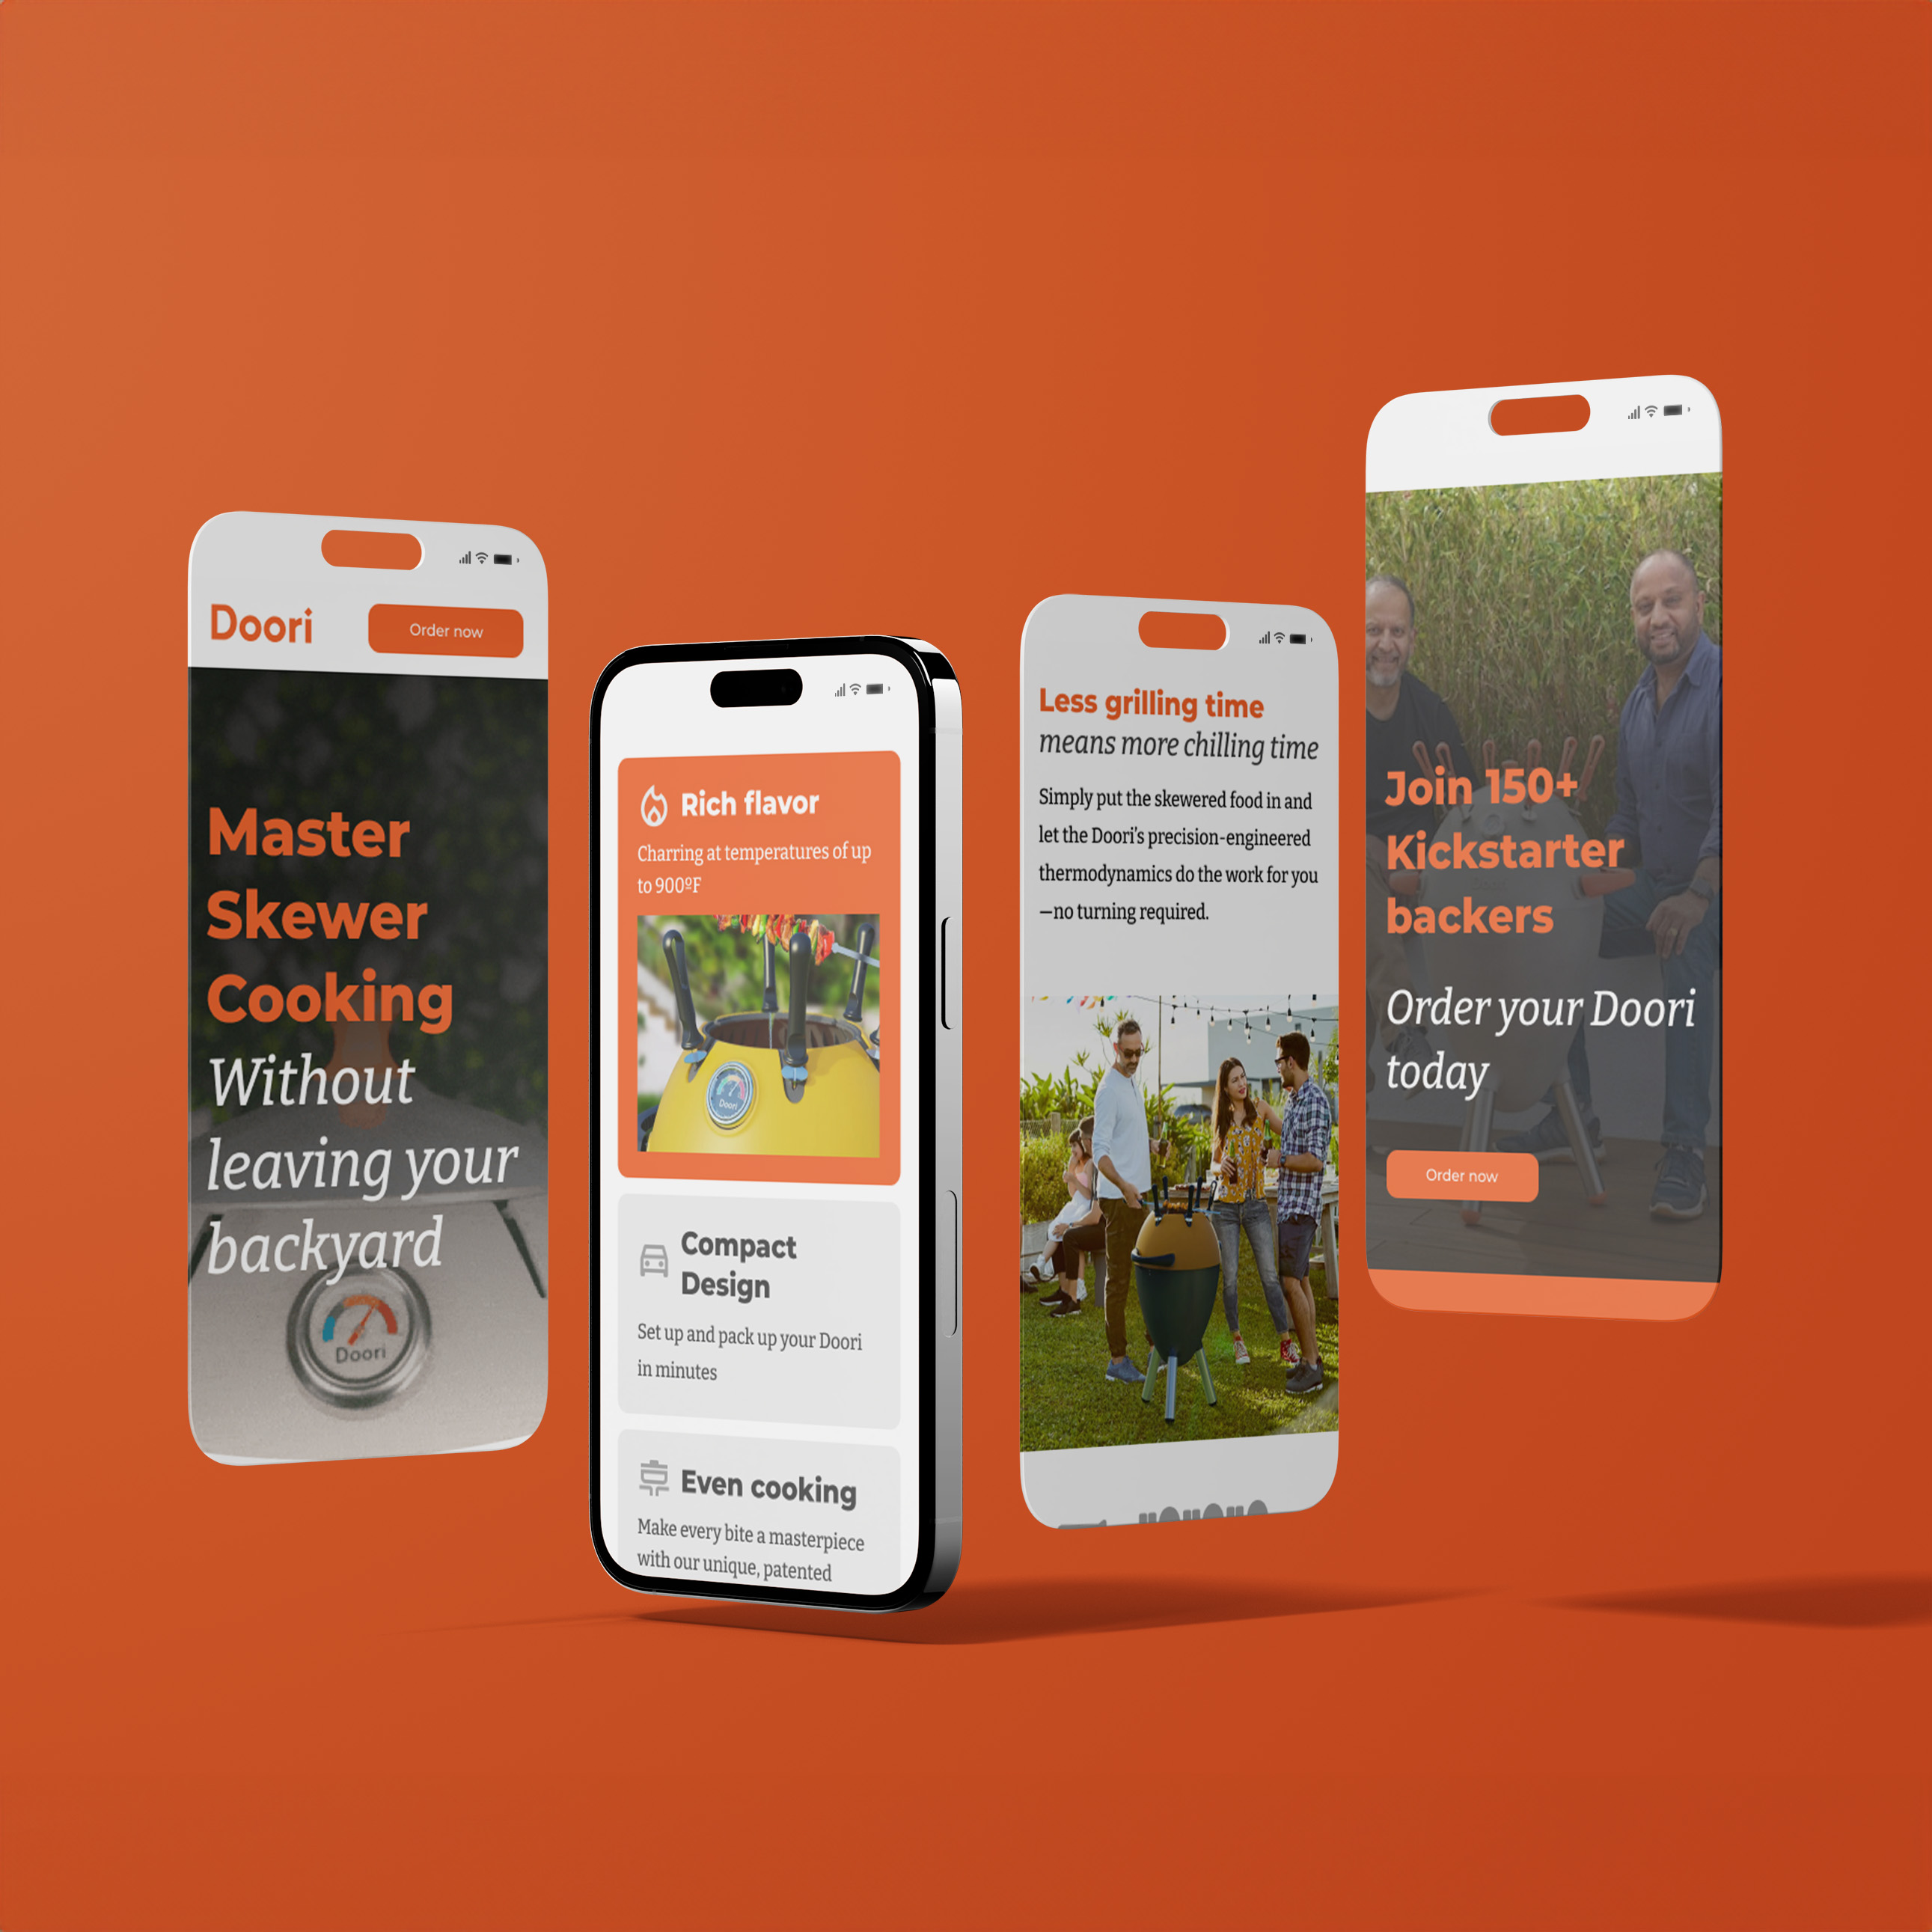 Doori
Order now
Master
Skewer
Cooking
Without
leaving your
backyard
Doori
Rich flavor
Charring at temperatures of up
to 900ºF
Doori
Compact
Design
Set up and pack up your Doori
in minutes
Even cooking
Make every bite a masterpiece
with our unique, patented
Less grilling time
means more chilling time
Simply put the skewered food in and
let the Doori's precision-engineered
thermodynamics do the work for you
—no turning required.
Join 150+
Kickstarter
backers
Order your Doori
today
Order now